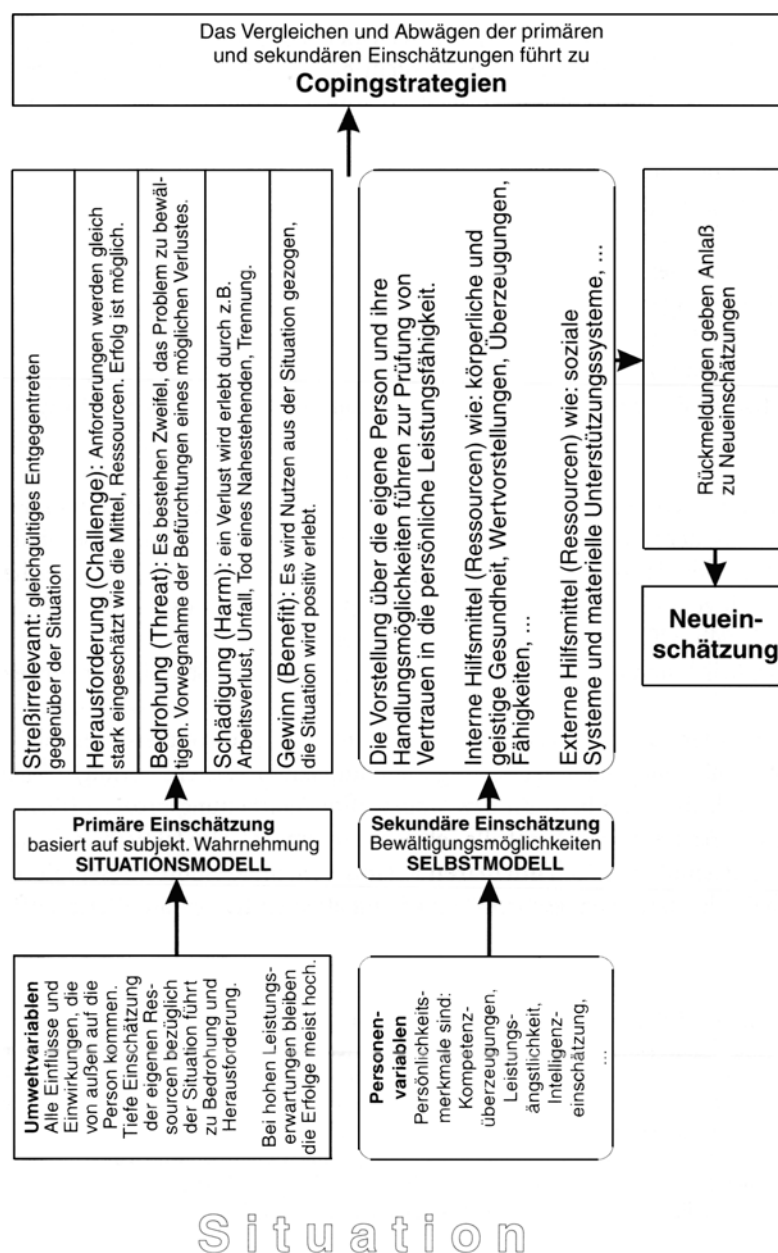 Das Vergleichen und Abwägen der primären
und sekundären Einschätzungen führt zu
Copingstrategien
Streßirrelevant: gleichgültiges Entgegentreten
gegenüber der Situation
Herausforderung (Challenge): Anforderungen werden gleich
stark eingeschätzt wie die Mittel, Ressourcen. Erfolg ist möglich.
Bedrohung (Threat): Es bestehen Zweifel, das Problem zu bewäl-
tigen. Vorwegnahme der Befürchtungen eines möglichen Verlustes.
Schädigung (Harm): ein Verlust wird erlebt durch z.B.
Arbeitsverlust, Unfall, Tod eines Nahestehenden, Trennung.
Gewinn (Benefit): Es wird Nutzen aus der Situation gezogen,
die Situation wird positiv erlebt.
Die Vorstellung über die eigene Person und ihre
Handlungsmöglichkeiten führen zur Prüfung von
Vertrauen in die persönliche Leistungsfähigkeit.
Interne Hilfsmittel (Ressourcen) wie: körperliche und
geistige Gesundheit, Wertvorstellungen, Überzeugungen,
Fähigkeiten, ...
Externe Hilfsmittel (Ressourcen) wie: soziale
Systeme und materielle Unterstützungssysteme, ...
Rückmeldungen geben Anlaß
zu Neueinschätzungen
Neuein-
schätzung
Primäre Einschätzung
basiert auf subjekt. Wahrnehmung
SITUATIONSMODELL
Sekundäre Einschätzung
Bewältigungsmöglichkeiten
SELBSTMODELL
Umweltvariablen
Alle Einflüsse und
Einwirkungen, die
von außen auf die
Person kommen.
Tiefe Einschätzung
der eigenen Res-
sourcen bezüglich
der Situation führt
zu Bedrohung und
Herausforderung.
Bei hohen Leistungs-
erwartungen bleiben
die Erfolge meist hoch.
Personen-
variablen
Persönlichkeits-
merkmale sind:
Kompetenz-
überzeugungen,
Leistungs-
ängstlichkeit,
Intelligenz-
einschätzung,
...
Situation